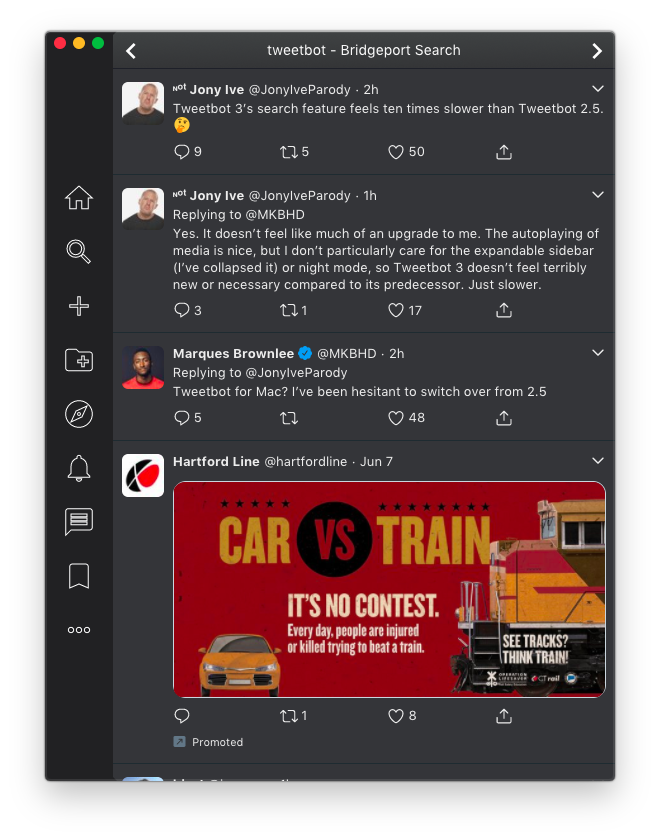 tweetbot - Bridgeport Search
ᴺᵒᵗ Jony Ive @JonyIveParody · 2h
Tweetbot 3’s search feature feels ten times slower than Tweetbot 2.5.
🤔
9 5 50
ᴺᵒᵗ Jony Ive @JonyIveParody · 1h
Replying to @MKBHD
Yes. It doesn’t feel like much of an upgrade to me. The autoplaying of
media is nice, but I don’t particularly care for the expandable sidebar
(I’ve collapsed it) or night mode, so Tweetbot 3 doesn’t feel terribly
new or necessary compared to its predecessor. Just slower.
3 1 17
Marques Brownlee @MKBHD · 2h
Replying to @JonyIveParody
Tweetbot for Mac? I’ve been hesitant to switch over from 2.5
5 48
Hartford Line @hartfordline · Jun 7
CAR VS TRAIN
IT’S NO CONTEST.
Every day, people are injured
or killed trying to beat a train.
SEE TRACKS?
THINK TRAIN!
OPERATION
LIFESAVER
CTrail
1 8
Promoted